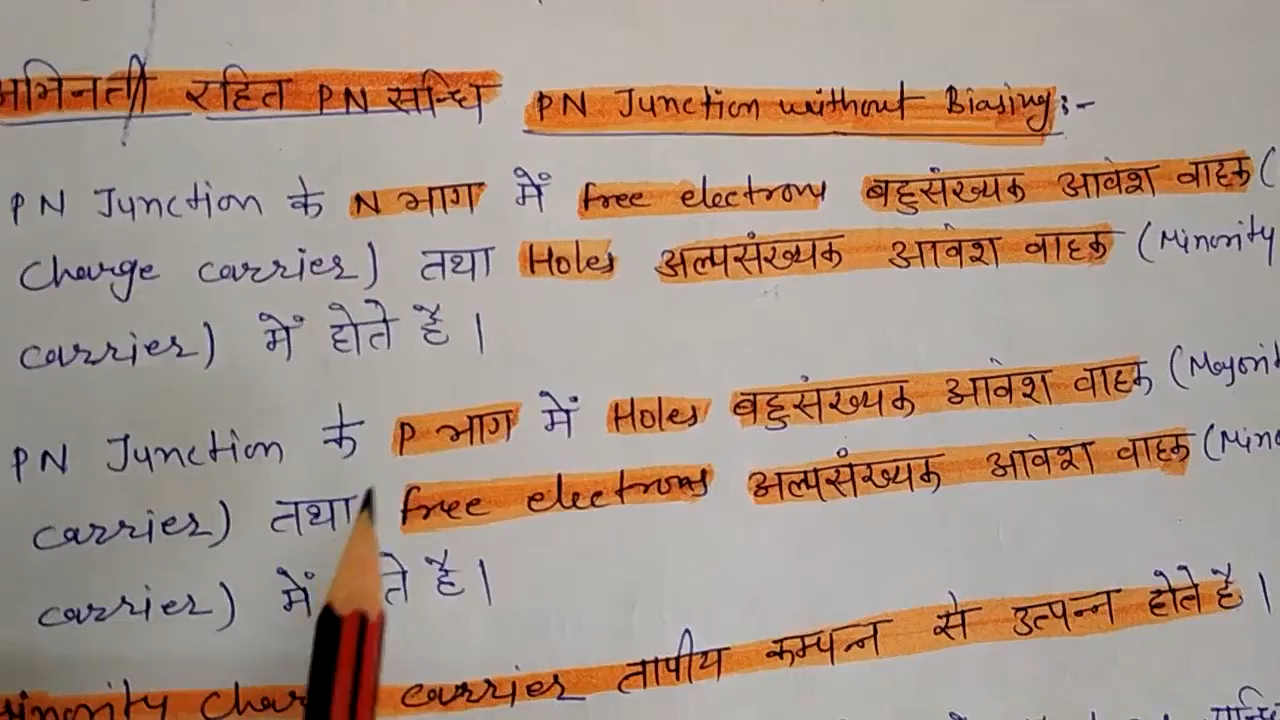 अभिनती रहित PN सन्धि PN Junction without Biasing:-
PN Junction के N भाग में free electrons बहुसंख्यक आवेश वाहक (
charge carrier) तथा Holes अल्पसंख्यक आवेश वाहक (Minority
carrier) में होते है।
PN Junction के P भाग में Holes बहुसंख्यक आवेश वाहक (Majorit
carrier) तथा free electrons अल्पसंख्यक आवेश वाहक (Mino
carrier) में ते है।
minority char carrier तापीय कम्पन्न से उत्पन्न होते है।